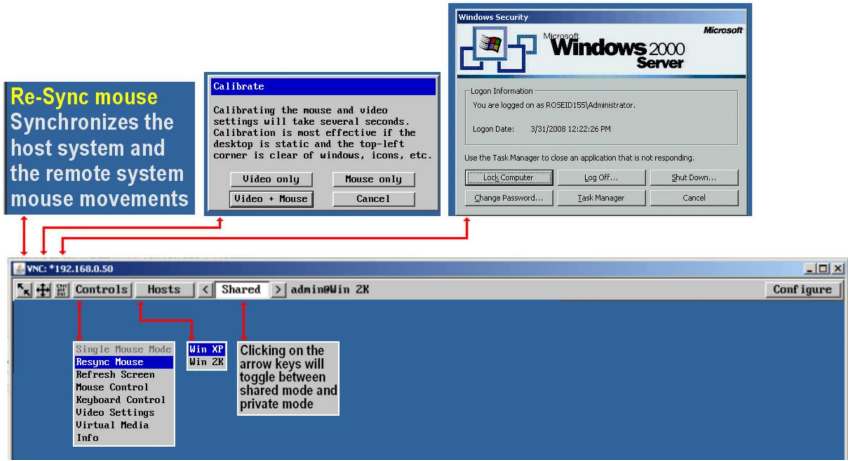 Windows Security
Microsoft
Microsoft
Windows 2000
Server
Logon Information
You are logged on as ROSEID155\Administrator.
Logon Date: 3/31/2008 12:22:26 PM
Use the Task Manager to close an application that is not responding.
Lock Computer Log Off... Shut Down...
Change Password... Task Manager Cancel
Re-Sync mouse
Synchronizes the
host system and
the remote system
mouse movements
Calibrate
Calibrating the mouse and video
settings will take several seconds.
Calibration is most effective if the
desktop is static and the top-left
corner is clear of windows, icons, etc.
Video only Mouse only
Video + Mouse Cancel
VNC: *192.168.0.50
Controls Hosts < Shared > admin@Win 2K Configure
Single Mouse Mode
Resync Mouse
Refresh Screen
Mouse Control
Keyboard Control
Video Settings
Virtual Media
Info
Win XP
Win 2K
Clicking on the
arrow keys will
toggle between
shared mode and
private mode